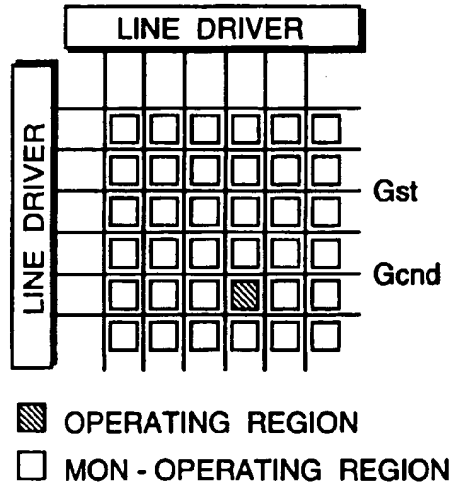 LINE DRIVER
LINE DRIVER
Gst
Gcnd
OPERATING REGION
MON - OPERATING REGION